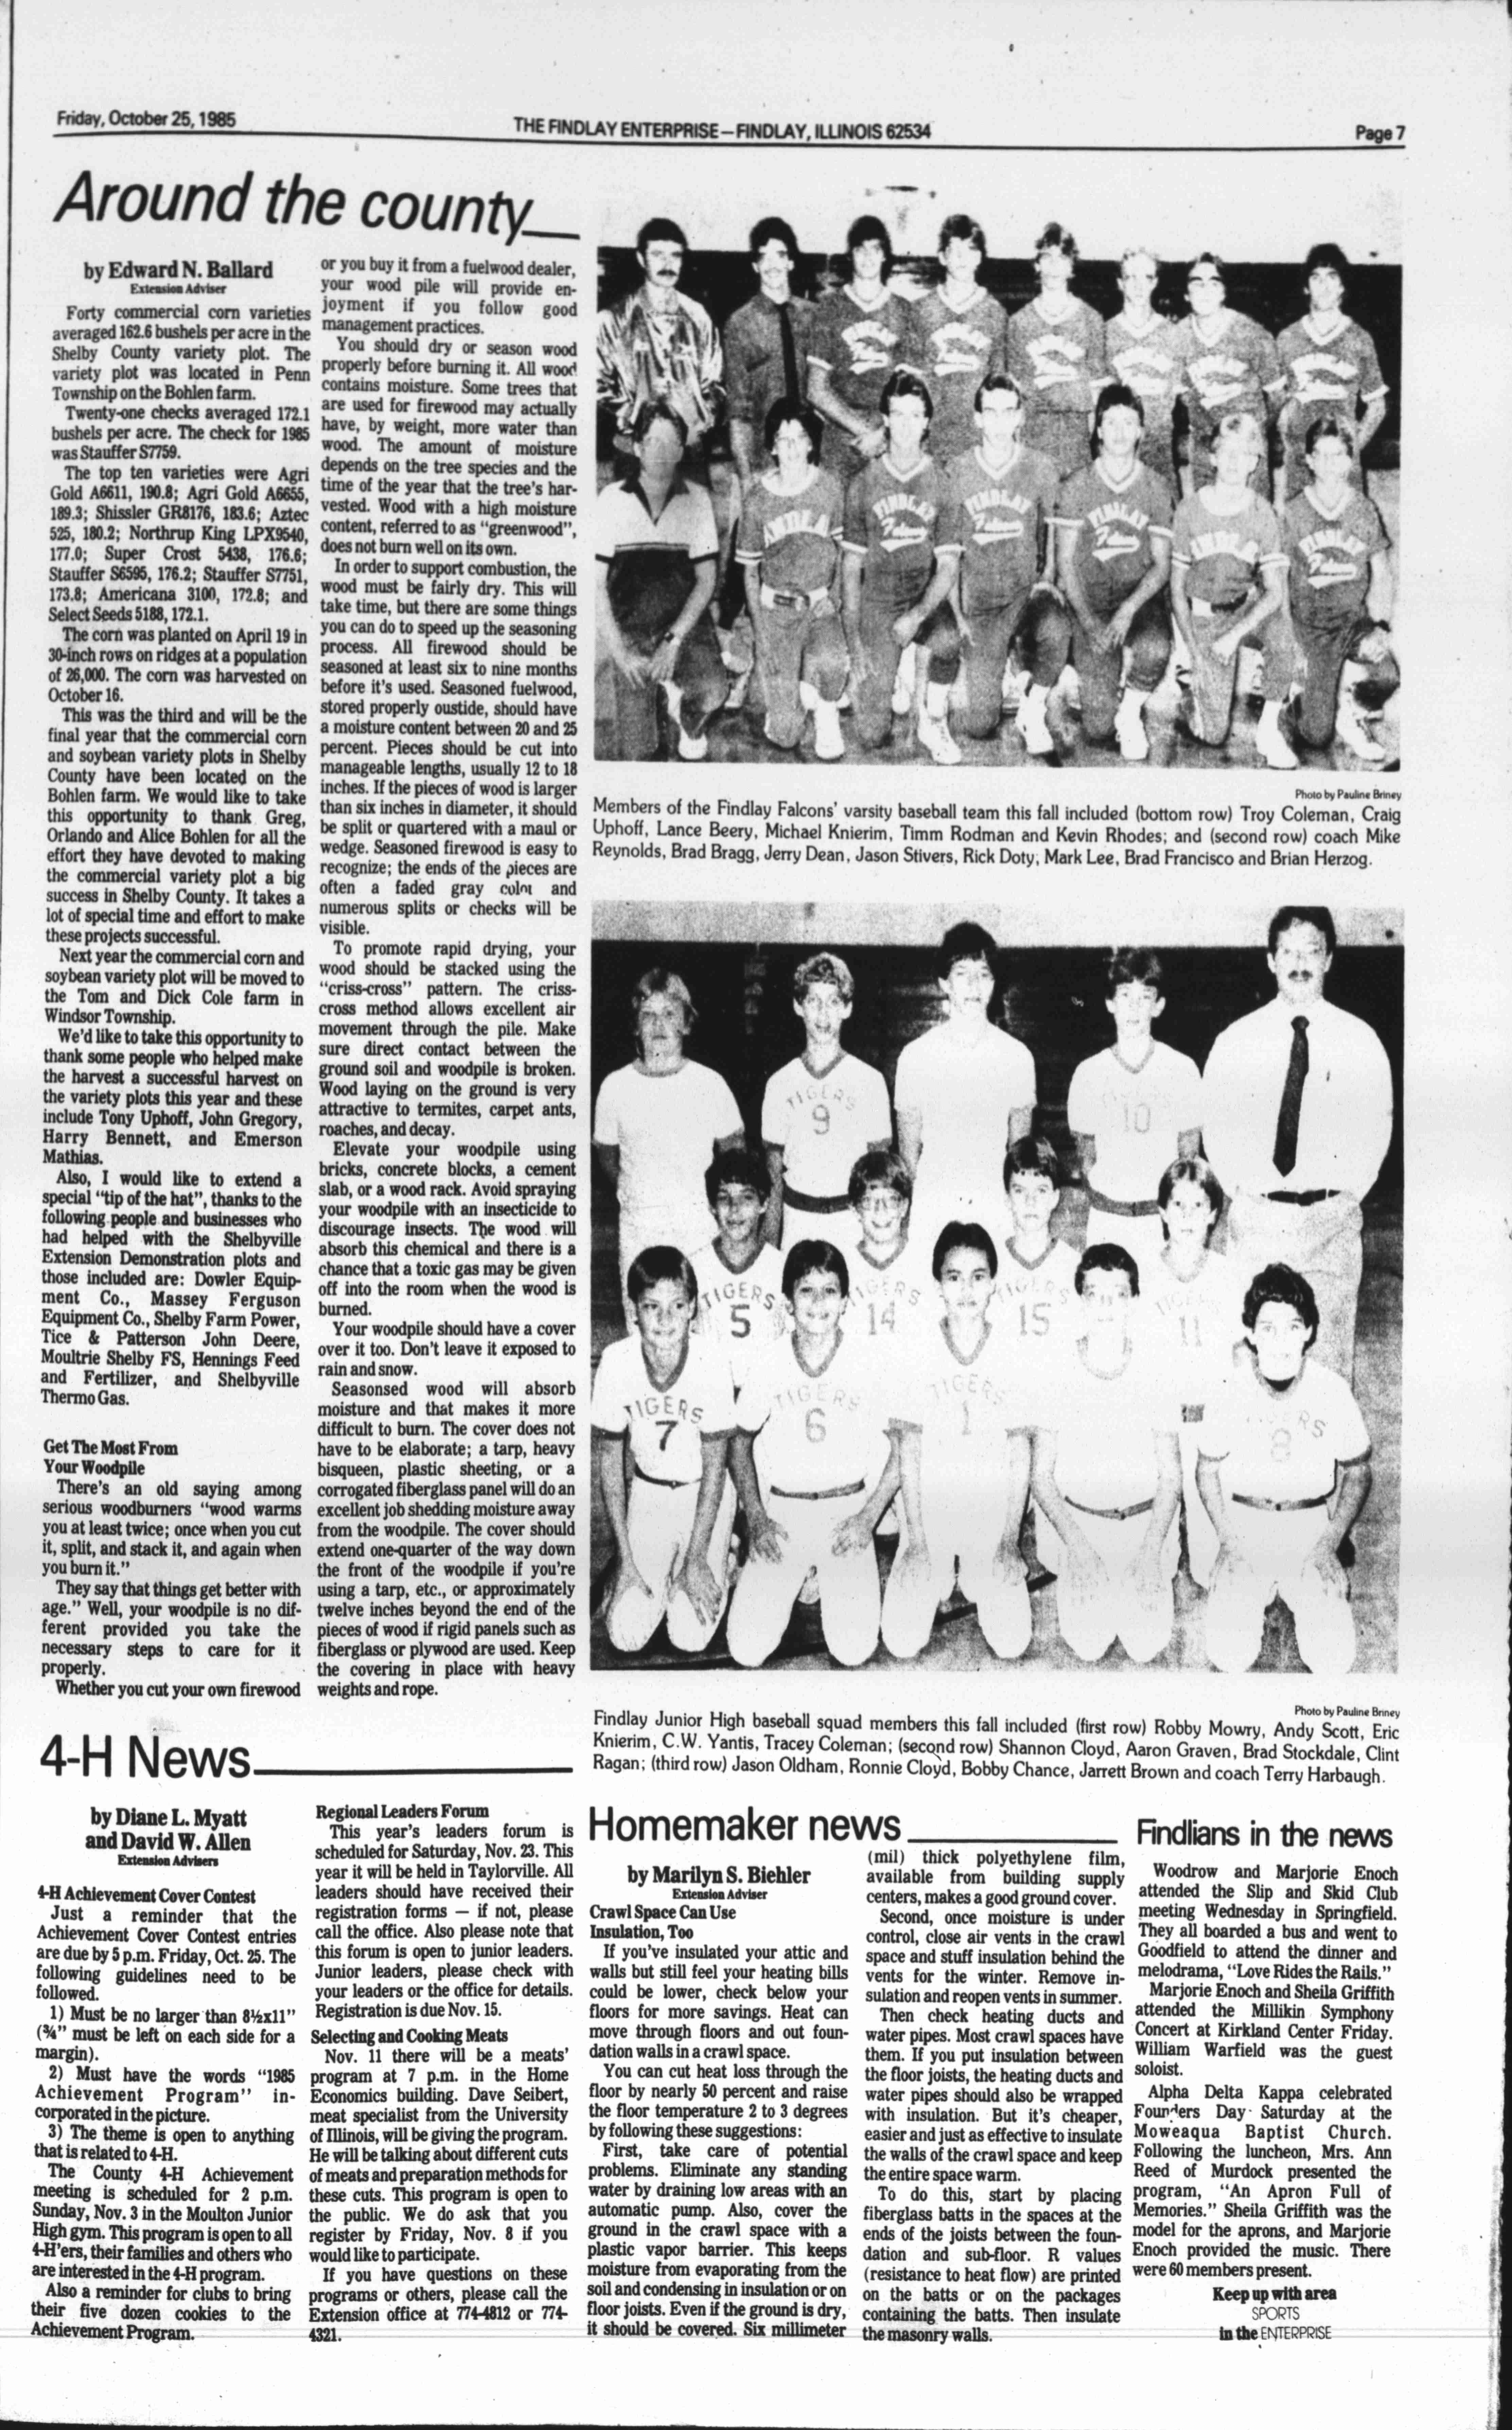 Friday, October 25, 1985
THE FINDLAY ENTERPRISE—FINDLAY, ILLINOIS 62534
Page 7
Around the county
by Edward N. Ballard
Extension Adviser
Forty commercial corn varieties
averaged 162.6 bushels per acre in the
Shelby County variety plot. The
variety plot was located in Penn
Township on the Bohlen farm.
Twenty-one checks averaged 172.1
bushels per acre. The check for 1985
was Stauffer S7759.
The top ten varieties were Agri
Gold A6611, 190.8; Agri Gold A6655,
189.3; Shissler GR8176, 183.6; Aztec
525, 180.2; Northrup King LPX9540,
177.0; Super Crost 5438, 176.6;
Stauffer S6595, 176.2; Stauffer S7751,
173.8; Americana 3100, 172.8; and
Select Seeds 5188, 172.1.
The corn was planted on April 19 in
30-inch rows on ridges at a population
of 26,000. The corn was harvested on
October 16.
This was the third and will be the
final year that the commercial corn
and soybean variety plots in Shelby
County have been located on the
Bohlen farm. We would like to take
this opportunity to thank Greg,
Orlando and Alice Bohlen for all the
effort they have devoted to making
the commercial variety plot a big
success in Shelby County. It takes a
lot of special time and effort to make
these projects successful.
Next year the commercial corn and
soybean variety plot will be moved to
the Tom and Dick Cole farm in
Windsor Township.
We'd like to take this opportunity to
thank some people who helped make
the harvest a successful harvest on
the variety plots this year and these
include Tony Uphoff, John Gregory,
Harry Bennett, and Emerson
Mathias.
Also, I would like to extend a
special "tip of the hat", thanks to the
following people and businesses who
had helped with the Shelbyville
Extension Demonstration plots and
those included are: Dowler Equip-
ment Co., Massey Ferguson
Equipment Co., Shelby Farm Power,
Tice & Patterson John Deere,
Moultrie Shelby FS, Hennings Feed
and Fertilizer, and Shelbyville
Thermo Gas.
Get The Most From
Your Woodpile
There's an old saying among
serious woodburners "wood warms
you at least twice; once when you cut
it, split, and stack it, and again when
you burn it."
They say that things get better with
age." Well, your woodpile is no dif-
ferent provided you take the
necessary steps to care for it
properly.
Whether you cut your own firewood
or you buy it from a fuelwood dealer,
your wood pile will provide en-
joyment if you follow good
management practices.
You should dry or season wood
properly before burning it. All wood
contains moisture. Some trees that
are used for firewood may actually
have, by weight, more water than
wood. The amount of moisture
depends on the tree species and the
time of the year that the tree's har-
vested. Wood with a high moisture
content, referred to as "greenwood",
does not burn well on its own.
In order to support combustion, the
wood must be fairly dry. This will
take time, but there are some things
you can do to speed up the seasoning
process. All firewood should be
seasoned at least six to nine months
before it's used. Seasoned fuelwood,
stored properly oustide, should have
a moisture content between 20 and 25
percent. Pieces should be cut into
manageable lengths, usually 12 to 18
inches. If the pieces of wood is larger
than six inches in diameter, it should
be split or quartered with a maul or
wedge. Seasoned firewood is easy to
recognize; the ends of the pieces are
often a faded gray color and
numerous splits or checks will be
visible.
To promote rapid drying, your
wood should be stacked using the
"criss-cross" pattern. The criss-
cross method allows excellent air
movement through the pile. Make
sure direct contact between the
ground soil and woodpile is broken.
Wood laying on the ground is very
attractive to termites, carpet ants,
roaches, and decay.
Elevate your woodpile using
bricks, concrete blocks, a cement
slab, or a wood rack. Avoid spraying
your woodpile with an insecticide to
discourage insects. The wood will
absorb this chemical and there is a
chance that a toxic gas may be given
off into the room when the wood is
burned.
Your woodpile should have a cover
over it too. Don't leave it exposed to
rain and snow.
Seasonsed wood will absorb
moisture and that makes it more
difficult to burn. The cover does not
have to be elaborate; a tarp, heavy
bisqueen, plastic sheeting, or a
corrogated fiberglass panel will do an
excellent job shedding moisture away
from the woodpile. The cover should
extend one-quarter of the way down
the front of the woodpile if you're
using a tarp, etc., or approximately
twelve inches beyond the end of the
pieces of wood if rigid panels such as
fiberglass or plywood are used. Keep
the covering in place with heavy
weights and rope.
Photo by Pauline Briney
Members of the Findlay Falcons' varsity baseball team this fall included (bottom row) Troy Coleman, Craig
Uphoff, Lance Beery, Michael Knierim, Timm Rodman and Kevin Rhodes; and (second row) coach Mike
Reynolds, Brad Bragg, Jerry Dean, Jason Stivers, Rick Doty, Mark Lee, Brad Francisco and Brian Herzog.
TIGERS
9
10
TIGERS
5
14
TIGERS
15
11
TIGERS
7
TIGERS
6
TIGERS
1
8
Photo by Pauline Briney
Findlay Junior High baseball squad members this fall included (first row) Robby Mowry, Andy Scott, Eric
Knierim, C.W. Yantis, Tracey Coleman; (second row) Shannon Cloyd, Aaron Graven, Brad Stockdale, Clint
Ragan; (third row) Jason Oldham, Ronnie Cloyd, Bobby Chance, Jarrett Brown and coach Terry Harbaugh.
4-H News
by Diane L. Myatt
and David W. Allen
Extension Advisers
4-H Achievement Cover Contest
Just a reminder that the
Achievement Cover Contest entries
are due by 5 p.m. Friday, Oct. 25. The
following guidelines need to be
followed.
1) Must be no larger than 8½x11"
(¾" must be left on each side for a
margin).
2) Must have the words "1985
Achievement Program" in-
corporated in the picture.
3) The theme is open to anything
that is related to 4-H.
The County 4-H Achievement
meeting is scheduled for 2 p.m.
Sunday, Nov. 3 in the Moulton Junior
High gym. This program is open to all
4-H'ers, their families and others who
are interested in the 4-H program.
Also a reminder for clubs to bring
their five dozen cookies to the
Achievement Program.
Regional Leaders Forum
This year's leaders forum is
scheduled for Saturday, Nov. 23. This
year it will be held in Taylorville. All
leaders should have received their
registration forms — if not, please
call the office. Also please note that
this forum is open to junior leaders.
Junior leaders, please check with
your leaders or the office for details.
Registration is due Nov. 15.
Selecting and Cooking Meats
Nov. 11 there will be a meats'
program at 7 p.m. in the Home
Economics building. Dave Seibert,
meat specialist from the University
of Illinois, will be giving the program.
He will be talking about different cuts
of meats and preparation methods for
these cuts. This program is open to
the public. We do ask that you
register by Friday, Nov. 8 if you
would like to participate.
If you have questions on these
programs or others, please call the
Extension office at 774-4812 or 774-
4321.
Homemaker news
by Marilyn S. Biehler
Extension Adviser
Crawl Space Can Use
Insulation, Too
If you've insulated your attic and
walls but still feel your heating bills
could be lower, check below your
floors for more savings. Heat can
move through floors and out foun-
dation walls in a crawl space.
You can cut heat loss through the
floor by nearly 50 percent and raise
the floor temperature 2 to 3 degrees
by following these suggestions:
First, take care of potential
problems. Eliminate any standing
water by draining low areas with an
automatic pump. Also, cover the
ground in the crawl space with a
plastic vapor barrier. This keeps
moisture from evaporating from the
soil and condensing in insulation or on
floor joists. Even if the ground is dry,
it should be covered. Six millimeter
(mil) thick polyethylene film,
available from building supply
centers, makes a good ground cover.
Second, once moisture is under
control, close air vents in the crawl
space and stuff insulation behind the
vents for the winter. Remove in-
sulation and reopen vents in summer.
Then check heating ducts and
water pipes. Most crawl spaces have
them. If you put insulation between
the floor joists, the heating ducts and
water pipes should also be wrapped
with insulation. But it's cheaper,
easier and just as effective to insulate
the walls of the crawl space and keep
the entire space warm.
To do this, start by placing
fiberglass batts in the spaces at the
ends of the joists between the foun-
dation and sub-floor. R values
(resistance to heat flow) are printed
on the batts or on the packages
containing the batts. Then insulate
the masonry walls.
Findlians in the news
Woodrow and Marjorie Enoch
attended the Slip and Skid Club
meeting Wednesday in Springfield.
They all boarded a bus and went to
Goodfield to attend the dinner and
melodrama, "Love Rides the Rails."
Marjorie Enoch and Sheila Griffith
attended the Millikin Symphony
Concert at Kirkland Center Friday.
William Warfield was the guest
soloist.
Alpha Delta Kappa celebrated
Founders Day Saturday at the
Moweaqua Baptist Church.
Following the luncheon, Mrs. Ann
Reed of Murdock presented the
program, "An Apron Full of
Memories." Sheila Griffith was the
model for the aprons, and Marjorie
Enoch provided the music. There
were 60 members present.
Keep up with area
SPORTS
in the ENTERPRISE